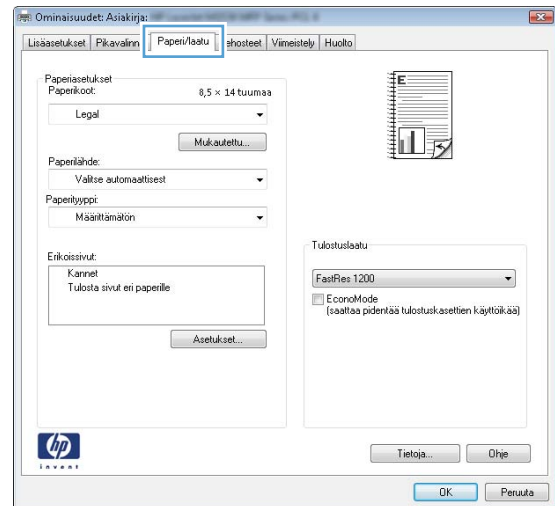 Ominaisuudet: Asiakirja:
Lisäasetukset Pikavalinn Paperi/laatu ehosteet Viimeistely Huolto
Paperiasetukset
Paperikoot: 8,5 × 14 tuumaa
Legal
Mukautettu...
Paperilähde:
Valitse automaattisest
Paperityyppi:
Määrittämätön
Erikoissivut:
Kannet
Tulosta sivut eri paperille
Asetukset...
E
Tulostuslaatu
FastRes 1200
EconoMode
(saattaa pidentää tulostuskasettien käyttöikää)
hp
invent
Tietoja... Ohje
OK Peruuta